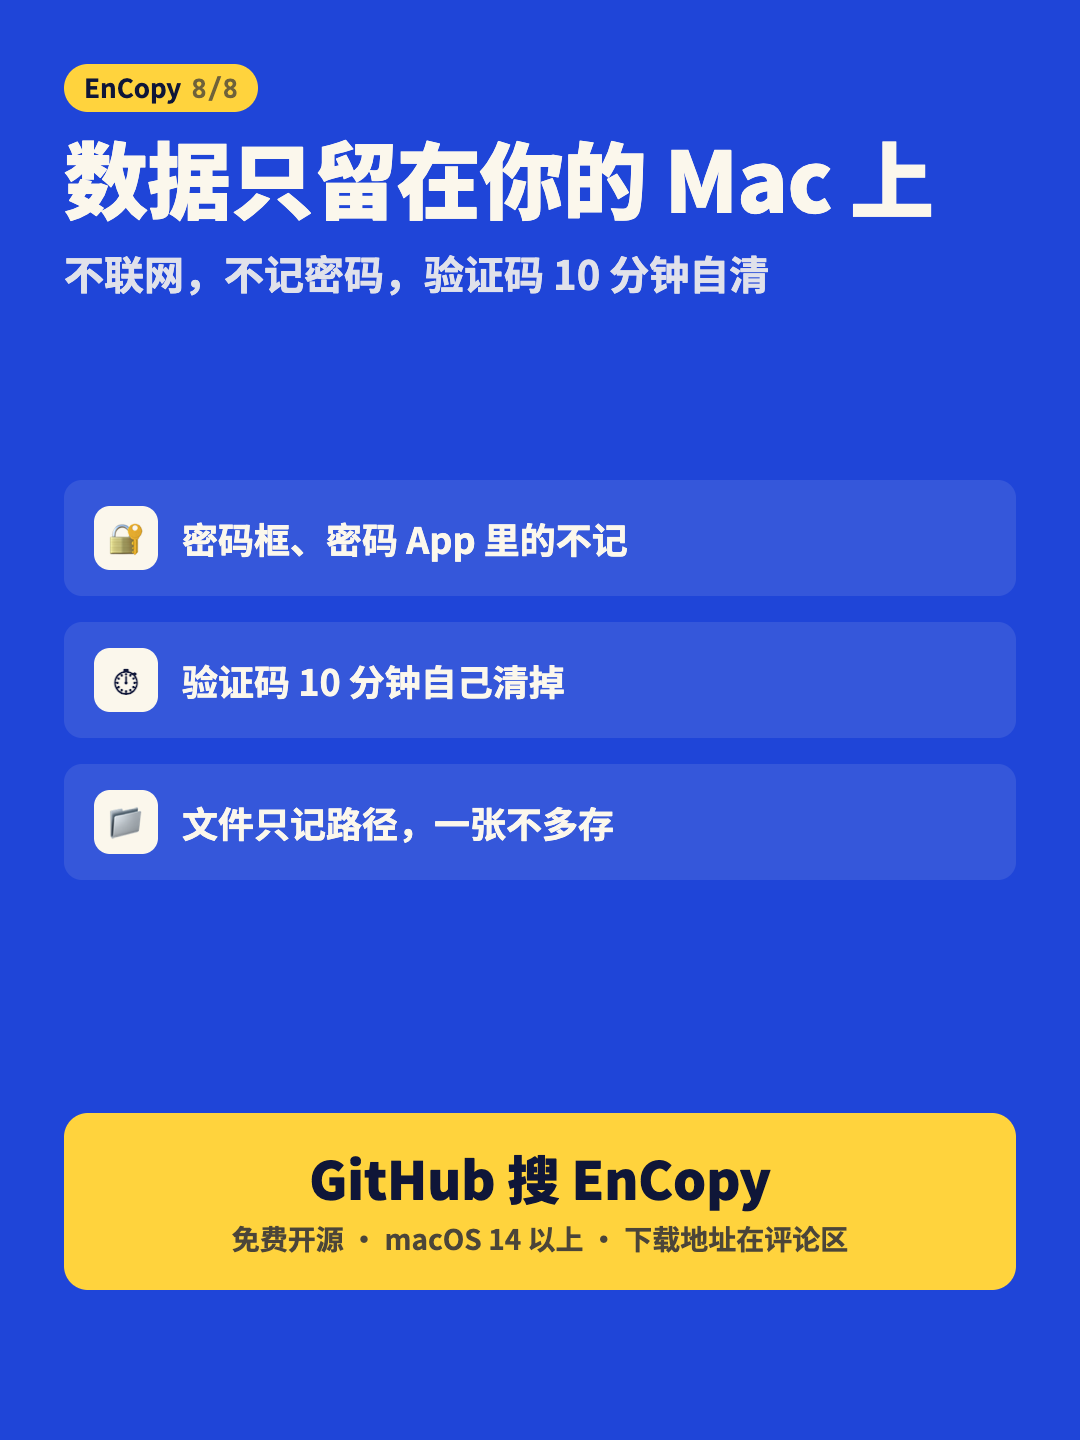 EnCopy 8/8
数据只留在你的 Mac 上
不联网，不记密码，验证码 10 分钟自清
密码框、密码 App 里的不记
验证码 10 分钟自己清掉
文件只记路径，一张不多存
GitHub 搜 EnCopy
免费开源 · macOS 14 以上 · 下载地址在评论区